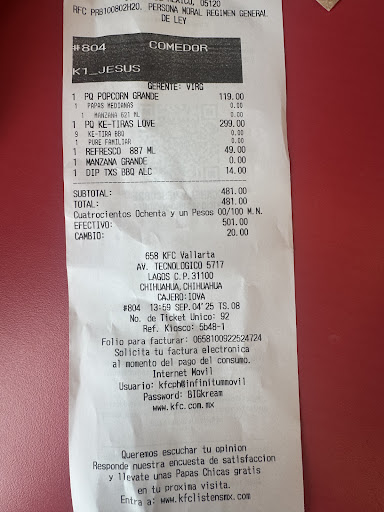 MEXICO, 05120
RFC PRB100802H20, PERSONA MORAL REGIMEN GENERAL
DE LEY
#804 COMEDOR
K1_JESUS
GERENTE: VIRG
1 PQ POPCORN GRANDE 119.00
1 PAPAS MEDIANAS 0.00
1 MANZANA 621 ML 0.00
1 PQ KE-TIRAS LOVE 299.00
9 KE-TIRA BBQ 0.00
1 PURE FAMILIAR 0.00
1 REFRESCO 887 ML 49.00
1 MANZANA GRANDE 0.00
1 DIP TXS BBQ ALC 14.00
SUBTOTAL: 481.00
TOTAL: 481.00
Cuatrocientos Ochenta y un Pesos 00/100 M.N.
EFECTIVO: 501.00
CAMBIO: 20.00
658 KFC Vallarta
AV. TECNOLOGICO 5717
LAGOS C.P.31100
CHIHUAHUA,CHIHUAHUA
CAJERO:IOVA
#804 13:59 SEP.04'25 TS.08
No. de Ticket Unico: 92
Ref. Kiosco: 5b48-1
Folio para facturar: 0658100922524724
Solicita tu factura electronica
al momento del pago del consumo.
Internet Movil
Usuario: kfcph@infinitummovil
Password: BIGkream
www.kfc.com.mx
Queremos escuchar tu opinion
Responde nuestra encuesta de satisfaccion
y llevate unas Papas Chicas gratis
en tu proxima visita.
Entra a: www.kfclistensmx.com